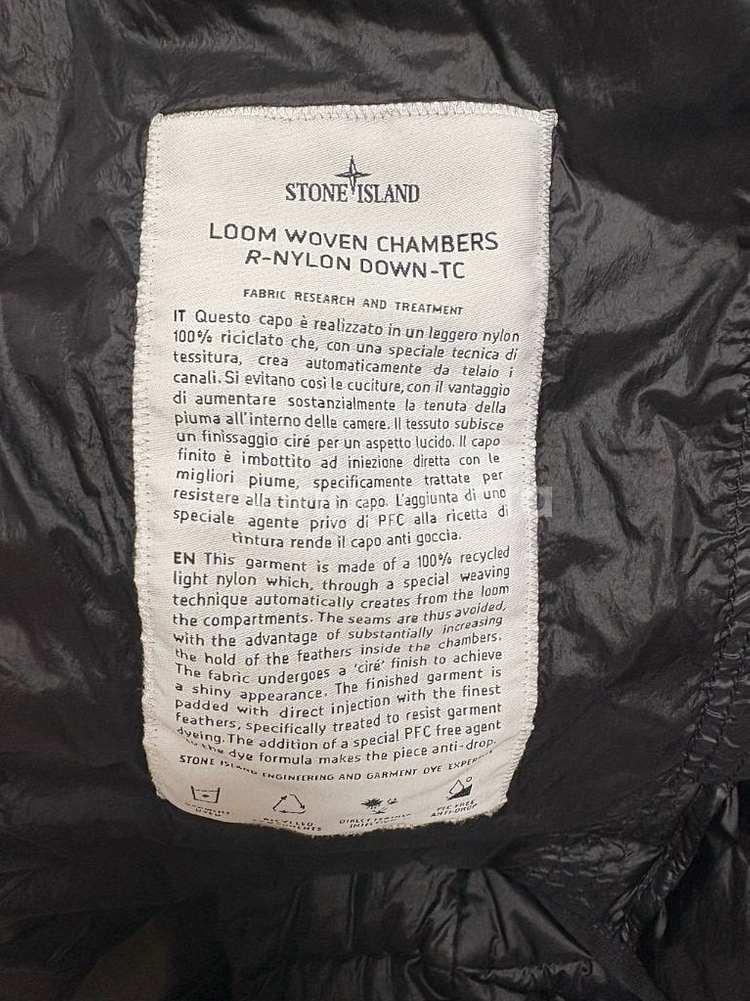 STONE ISLAND
LOOM WOVEN CHAMBERS
R-NYLON DOWN-TC
FABRIC RESEARCH AND TREATMENT
IT Questo capo è realizzato in un leggero nylon
100% riciclato che, con una speciale tecnica di
tessitura, crea automaticamente da telaio i
canali. Si evitano così le cuciture, con il vantaggio
di aumentare sostanzialmente la tenuta della
piuma all'interno delle camere. Il tessuto subisce
un finissaggio ciré per un aspetto lucido. Il capo
finito è imbottito ad iniezione diretta con le
migliori piume, specificamente trattate per
resistere alla tintura in capo. L'aggiunta di uno
speciale agente privo di PFC alla ricetta di
tintura rende il capo anti goccia.
EN This garment is made of a 100% recycled
light nylon which, through a special weaving
technique automatically creates from the loom
the compartments. The seams are thus avoided,
with the advantage of substantially increasing
the hold of the feathers inside the chambers.
The fabric undergoes a 'ciré' finish to achieve
a shiny appearance. The finished garment is
padded with direct injection with the finest
feathers, specifically treated to resist garment
dyeing. The addition of a special PFC free agent
to the dye formula makes the piece anti-drop.
STONE ISLAND ENGINEERING AND GARMENT DYE
DIRECT
PFC FREE
ANTI-DROP